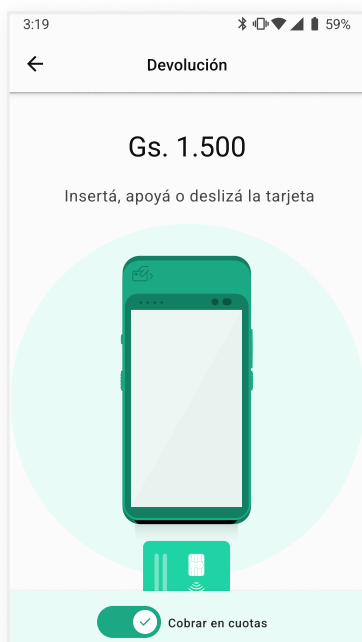 3:19 59%
Devolución
Gs. 1.500
Insertá, apoyá o deslizá la tarjeta
Cobrar en cuotas